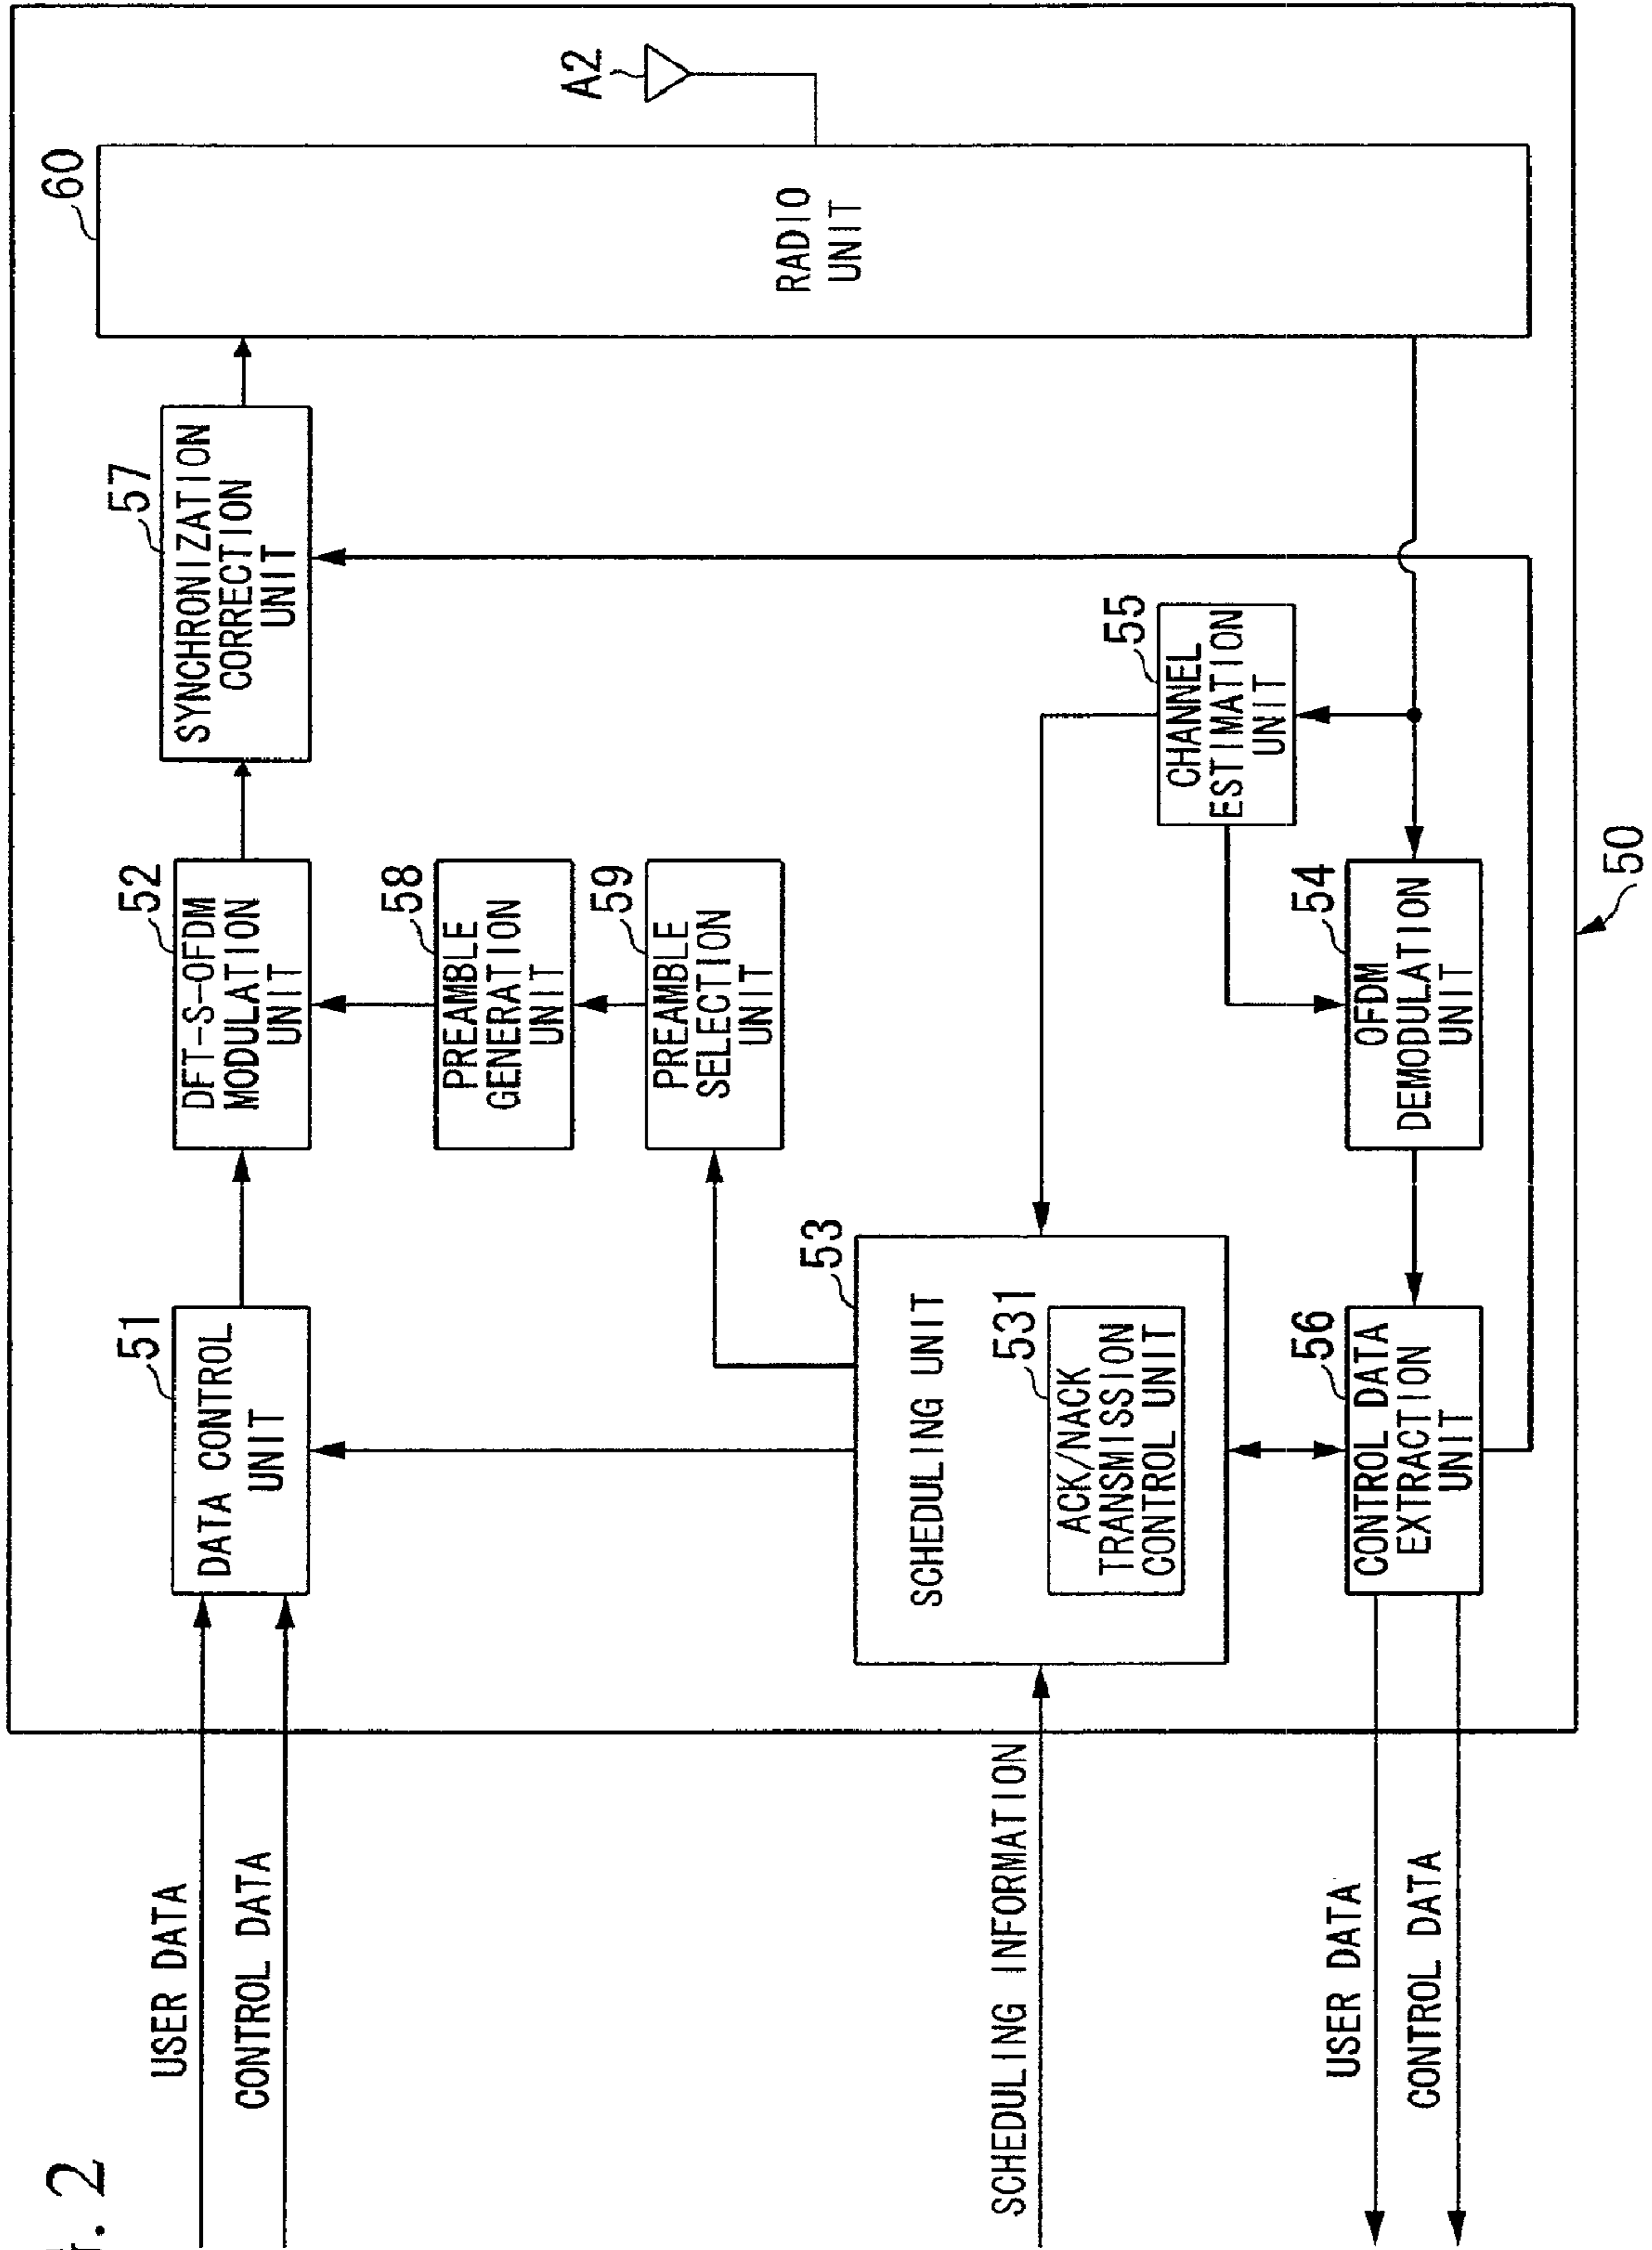 . 2
USER DATA
CONTROL DATA
SCHEDULING INFORMATION
USER DATA
CONTROL DATA
51
DATA CONTROL
UNIT
52
DFT-S-OFDM
MODULATION
UNIT
57
SYNCHRONIZATION
CORRECTION
UNIT
60
RADIO
UNIT
A2
58
PREAMBLE
GENERATION
UNIT
59
PREAMBLE
SELECTION
UNIT
53
SCHEDULING UNIT
531
ACK/NACK
TRANSMISSION
CONTROL UNIT
55
CHANNEL
ESTIMATION
UNIT
56
CONTROL DATA
EXTRACTION
UNIT
54
OFDM
DEMODULATION
UNIT
50